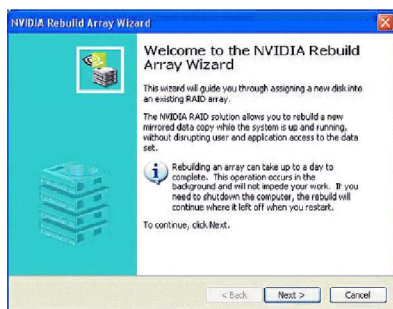 NVIDIA Rebuild Array Wizard
Welcome to the NVIDIA Rebuild
Array Wizard
This wizard will guide you through assigning a new disk into
an existing RAID array.
The NVIDIA RAID solution allows you to rebuild a new
mirrored data copy while the system is up and running,
without disrupting user and application access to the data
set.
Rebuilding an array can take up to a day to
complete. This operation occurs in the
background and will not impede your work. If you
need to shutdown the computer, the rebuild will
continue where it left off when you restart.
To continue, click Next.
< Back
Next >
Cancel